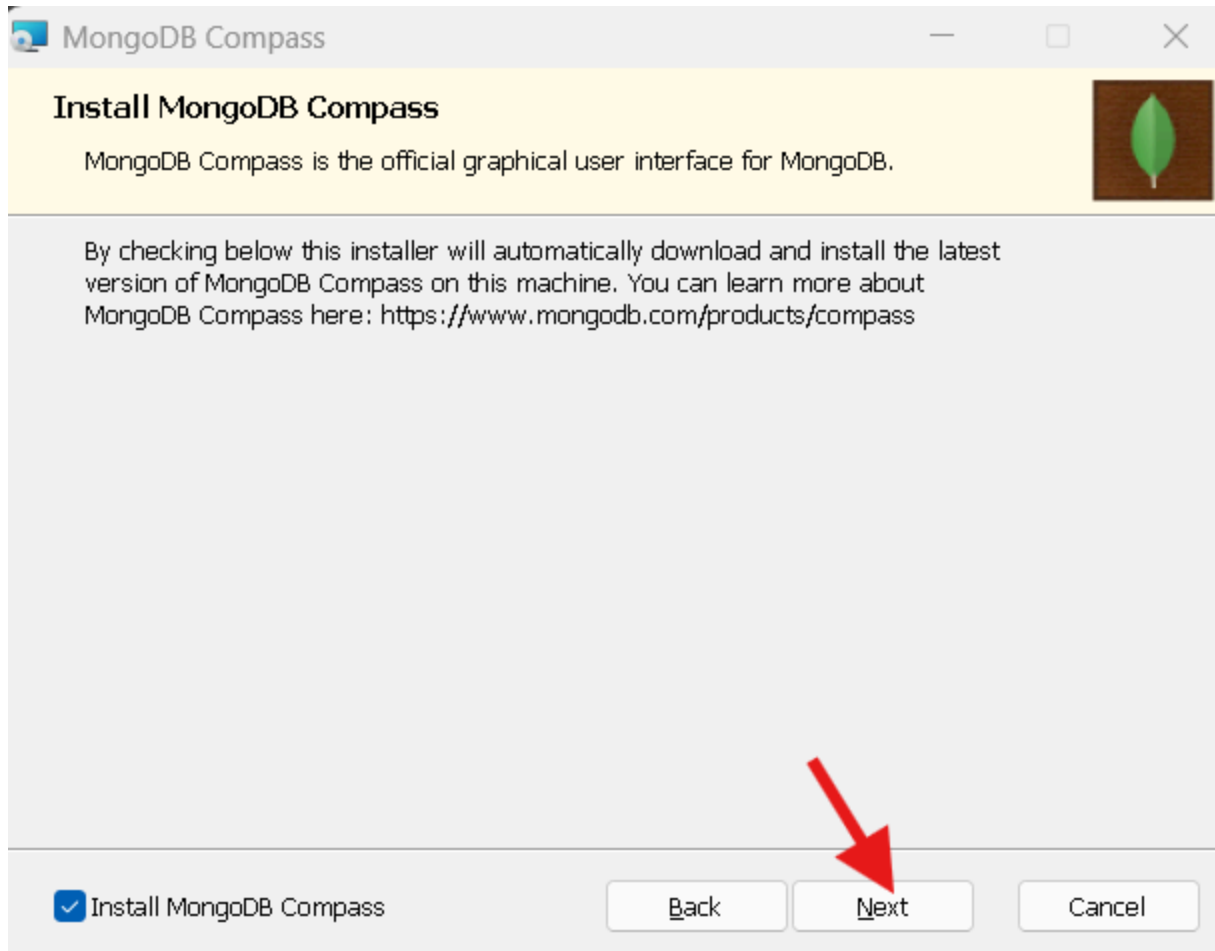 MongoDB Compass
Install MongoDB Compass
MongoDB Compass is the official graphical user interface for MongoDB.
By checking below this installer will automatically download and install the latest
version of MongoDB Compass on this machine. You can learn more about
MongoDB Compass here: https://www.mongodb.com/products/compass
Install MongoDB Compass Back Next Cancel